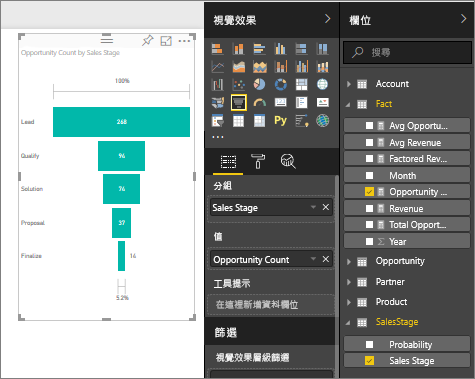 Opportunity Count by Sales Stage
100%
Lead
268
Qualify
94
Solution
74
Proposal
37
Finalize
14
5.2%
視覺效果
Py
分組
Sales Stage
值
Opportunity Count
工具提示
在這裡新增資料欄位
篩選
視覺效果層級篩選
欄位
搜尋
Account
Fact
Avg Opportu...
Avg Revenue
Factored Rev...
Month
Opportunity ...
Revenue
Total Opport...
Year
Opportunity
Partner
Product
SalesStage
Probability
Sales Stage